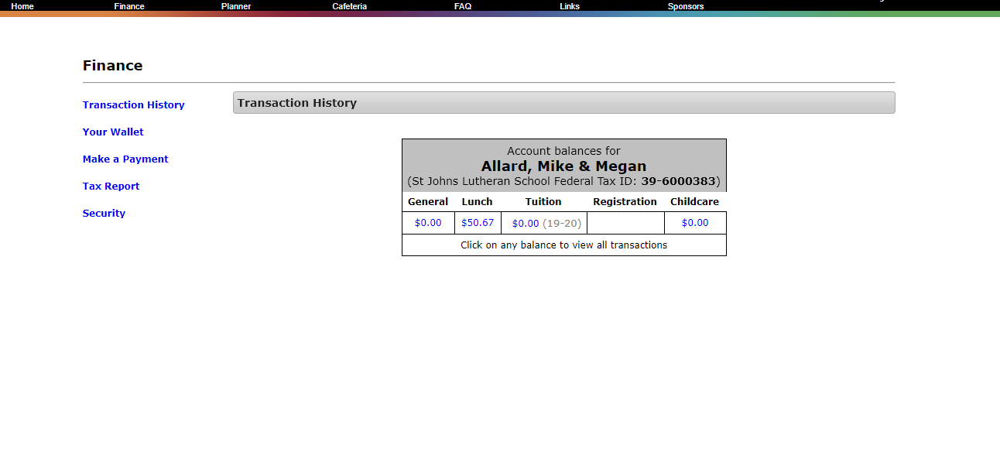 Home Finance Planner Cafeteria FAQ Links Sponsors
Finance
Transaction History
Your Wallet
Make a Payment
Tax Report
Security
Transaction History
Account balances for
Allard, Mike & Megan
(St Johns Lutheran School Federal Tax ID: 39-6000383)
General Lunch Tuition Registration Childcare
$0.00 $50.67 $0.00 (19-20) $0.00
Click on any balance to view all transactions